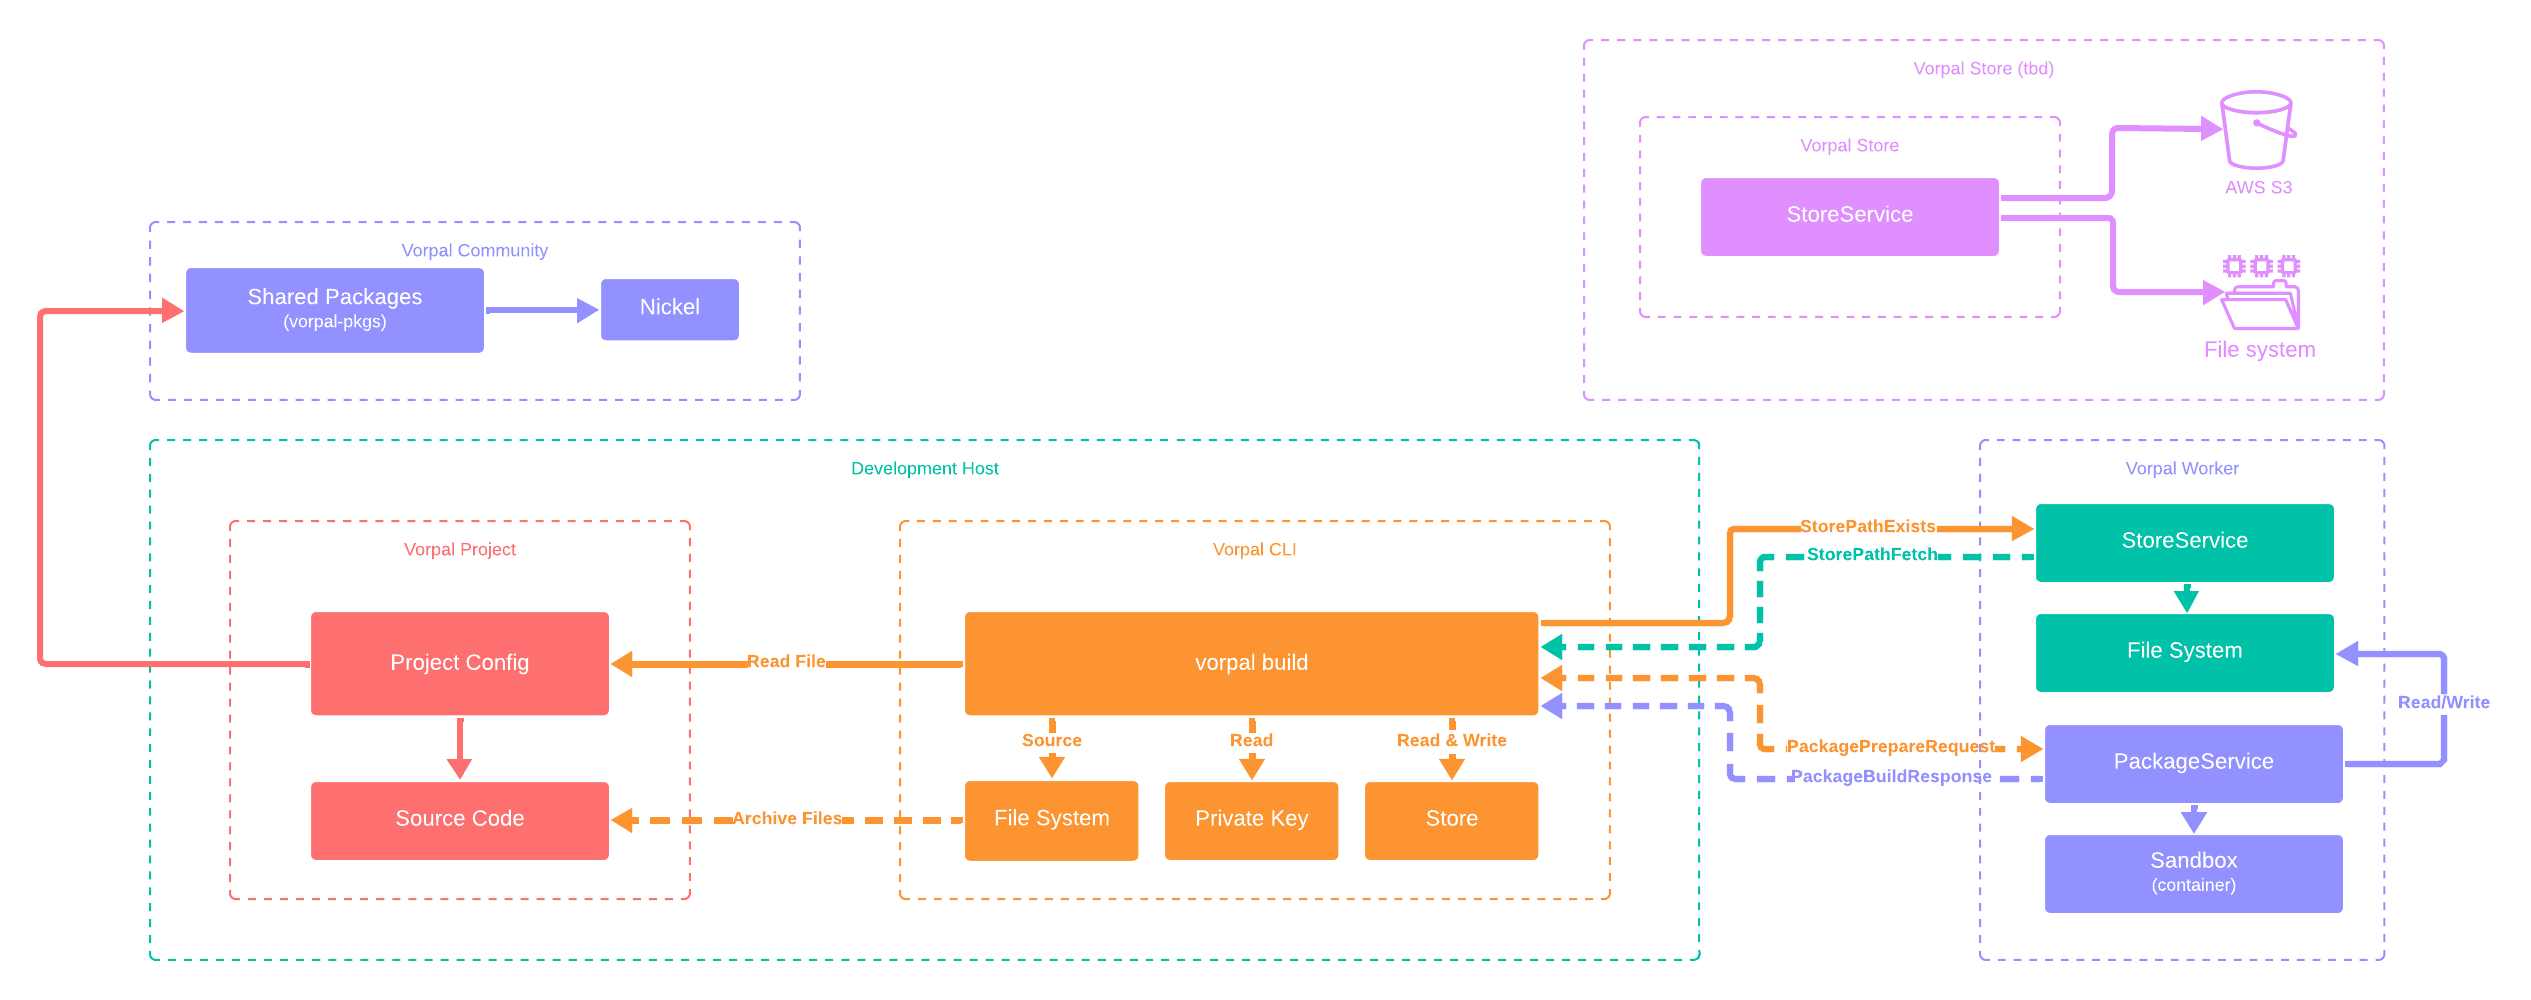 Vorpal Store (tbd)
Vorpal Store
StoreService
AWS S3
File system
Vorpal Community
Shared Packages
(vorpal-pkgs)
Nickel
Development Host
Vorpal Project
Project Config
Source Code
Read File
Archive Files
Vorpal CLI
vorpal build
Source
Read
Read & Write
File System
Private Key
Store
StorePathExists
StorePathFetch
PackagePrepareRequest
PackageBuildResponse
Vorpal Worker
StoreService
File System
Read/Write
PackageService
Sandbox
(container)